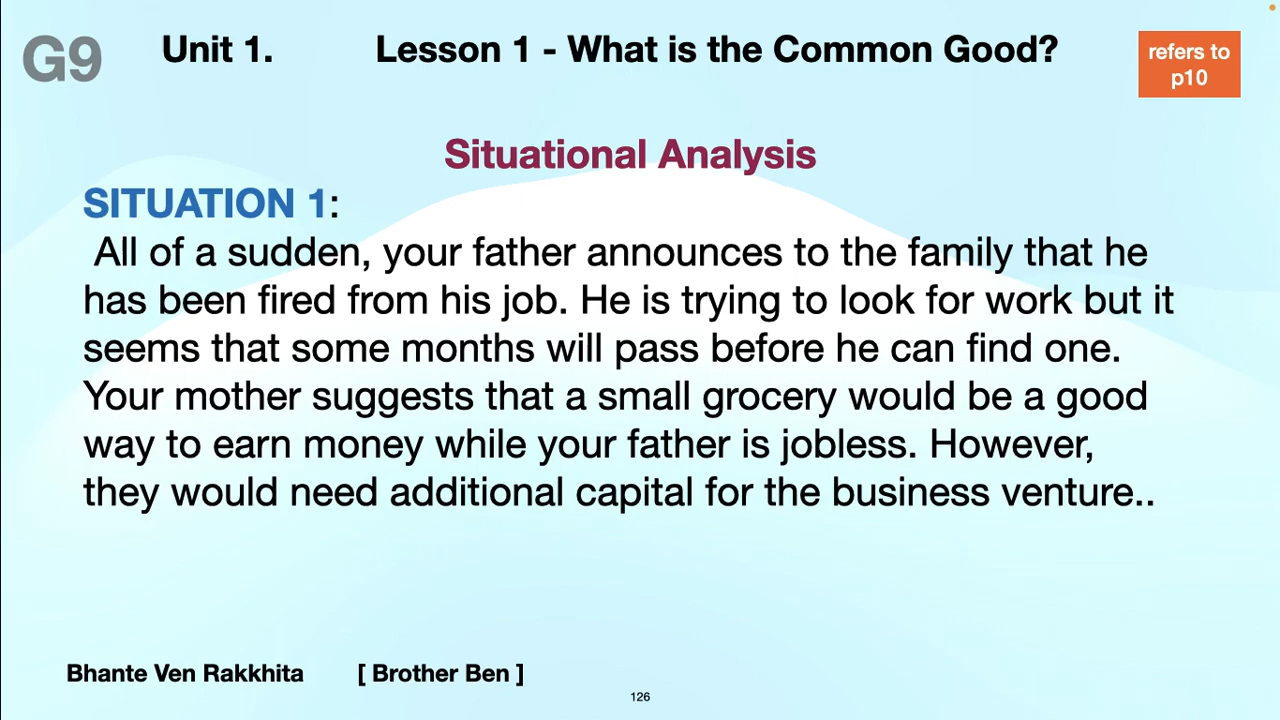 G9 Unit 1. Lesson 1 - What is the Common Good?
refers to
p10
Situational Analysis
SITUATION 1:
All of a sudden, your father announces to the family that he
has been fired from his job. He is trying to look for work but it
seems that some months will pass before he can find one.
Your mother suggests that a small grocery would be a good
way to earn money while your father is jobless. However,
they would need additional capital for the business venture..
Bhante Ven Rakkhita [ Brother Ben ]
126